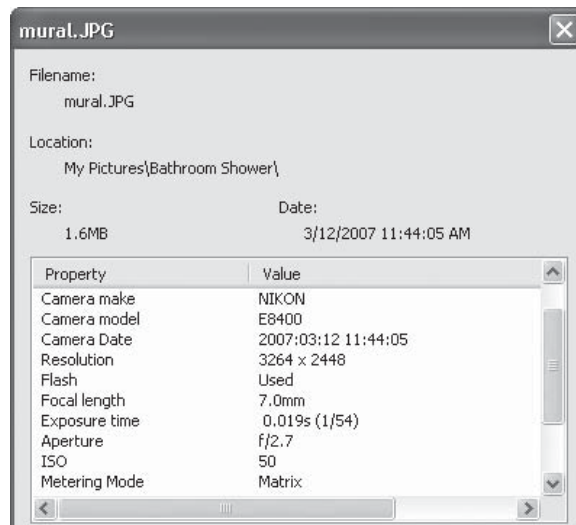 mural.JPG
Filename:
mural.JPG
Location:
My Pictures\Bathroom Shower\
Size: Date:
1.6MB 3/12/2007 11:44:05 AM
Property Value
Camera make NIKON
Camera model E8400
Camera Date 2007:03:12 11:44:05
Resolution 3264 x 2448
Flash Used
Focal length 7.0mm
Exposure time 0.019s (1/54)
Aperture f/2.7
ISO 50
Metering Mode Matrix